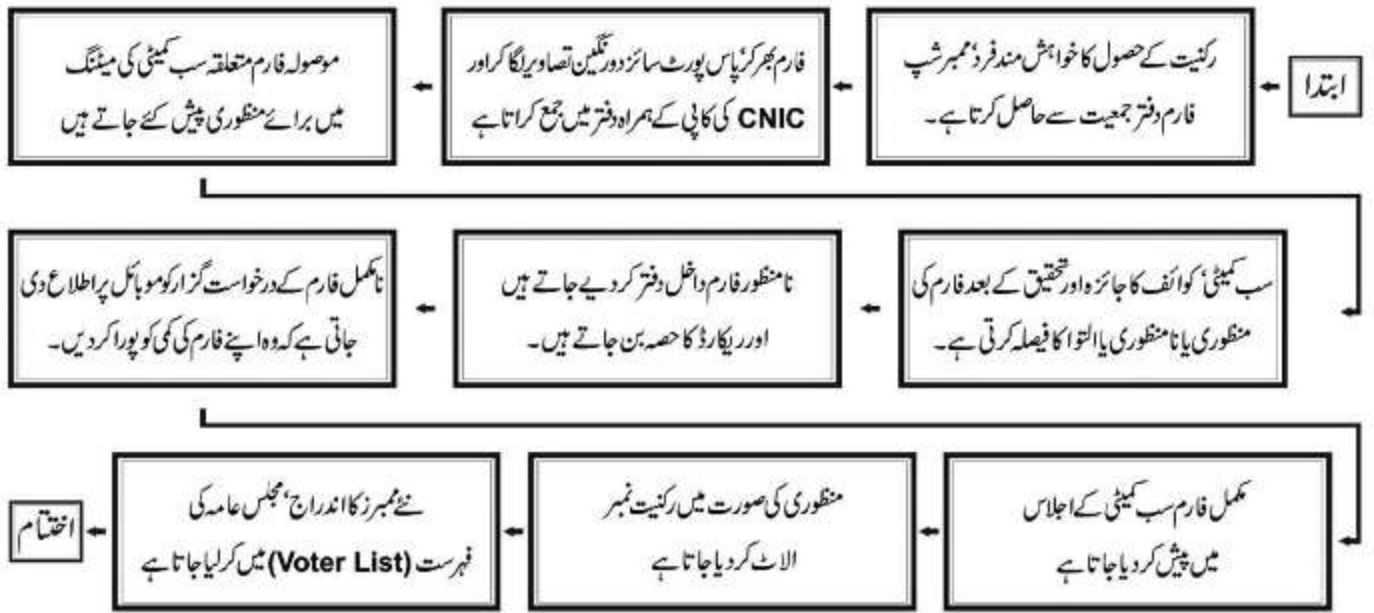 ابتدا
رکنیت کے حصول کا خواہش مند فرد، ممبر شپ
فارم دفتر جمعیت سے حاصل کرتا ہے۔
فارم بھر کر، پاس پورٹ سائز دو رنگین تصاویر لگا کر اور
CNIC کی کاپی کے ہمراہ دفتر میں جمع کراتا ہے
موصولہ فارم متعلقہ سب کمیٹی کی میٹنگ
میں برائے منظوری پیش کئے جاتے ہیں
سب کمیٹی، کوائف کا جائزہ اور تحقیق کے بعد فارم کی
منظوری یا نا منظوری یا التوا کا فیصلہ کرتی ہے۔
نا منظور فارم داخل دفتر کر دیے جاتے ہیں
اور ریکارڈ کا حصہ بن جاتے ہیں۔
نامکمل فارم کے درخواست گزار کو موبائل پر اطلاع دی
جاتی ہے کہ وہ اپنے فارم کی کمی کو پورا کر دیں۔
مکمل فارم سب کمیٹی کے اجلاس
میں پیش کر دیا جاتا ہے
منظوری کی صورت میں رکنیت نمبر
الاٹ کر دیا جاتا ہے
نئے ممبرز کا اندراج، مجلس عامہ کی
فہرست (Voter List) میں کر لیا جاتا ہے
اختتام